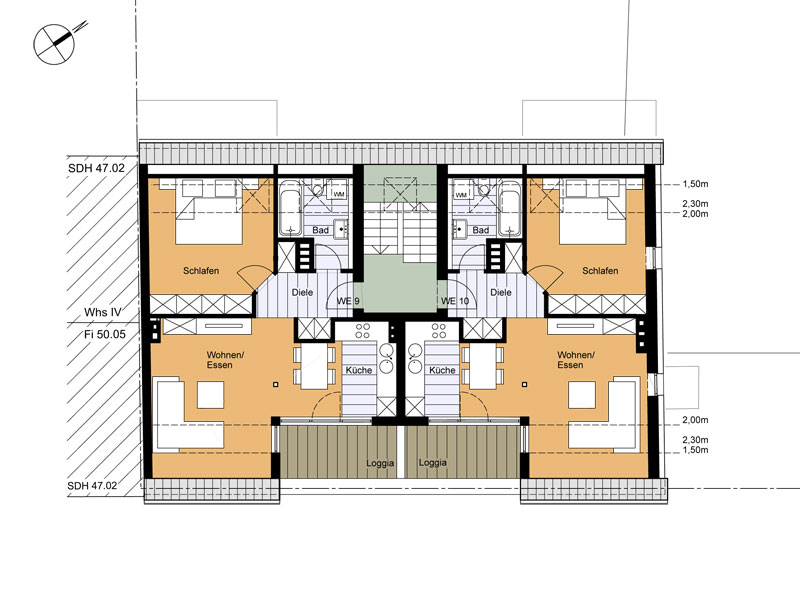 SDH 47.02
1,50m
2,30m
2,00m
WM
WM
Bad
Bad
Schlafen
Schlafen
Diele
Diele
WE 9
WE 10
Whs IV
Fi 50.05
Wohnen/
Essen
Wohnen/
Essen
Küche
Küche
2,00m
2,30m
1,50m
Loggia
Loggia
SDH 47.02